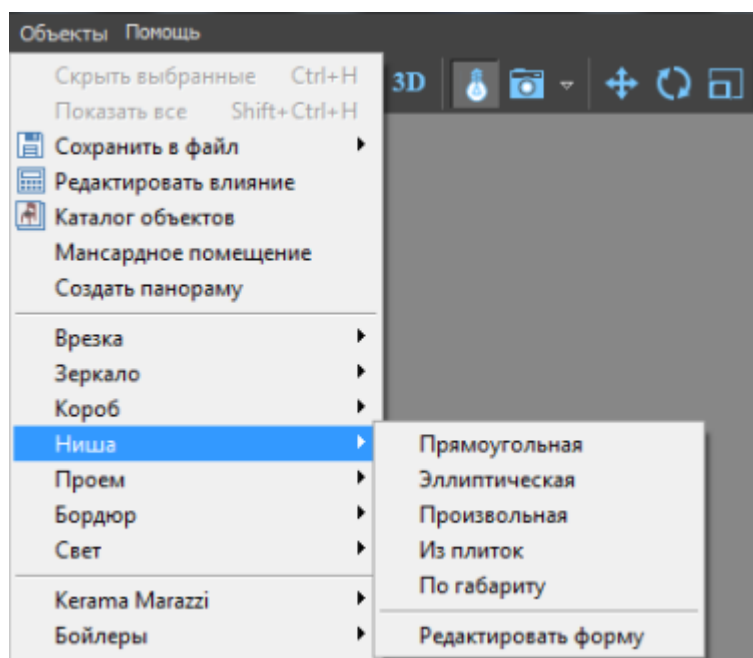 Объекты Помощь
Скрыть выбранные Ctrl+H
Показать все Shift+Ctrl+H
3D
Сохранить в файл
Редактировать влияние
Каталог объектов
Мансардное помещение
Создать панораму
Врезка
Зеркало
Короб
Ниша
Проем
Бордюр
Свет
Kerama Marazzi
Бойлеры
Прямоугольная
Эллиптическая
Произвольная
Из плиток
По габариту
Редактировать форму